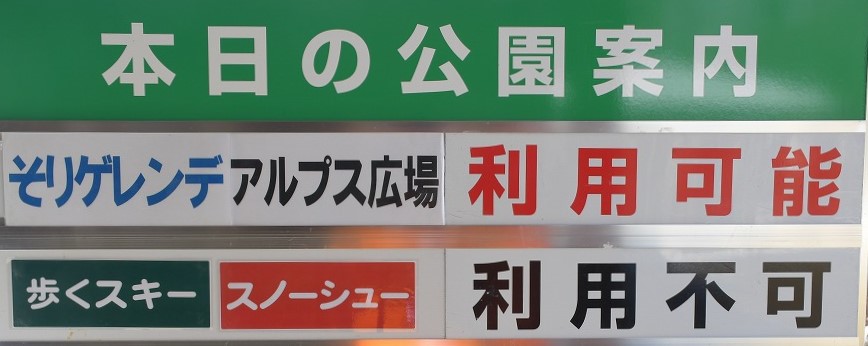 本日の公園案内
そりゲレンデ アルプス広場 利用可能
歩くスキー スノーシュー 利用不可